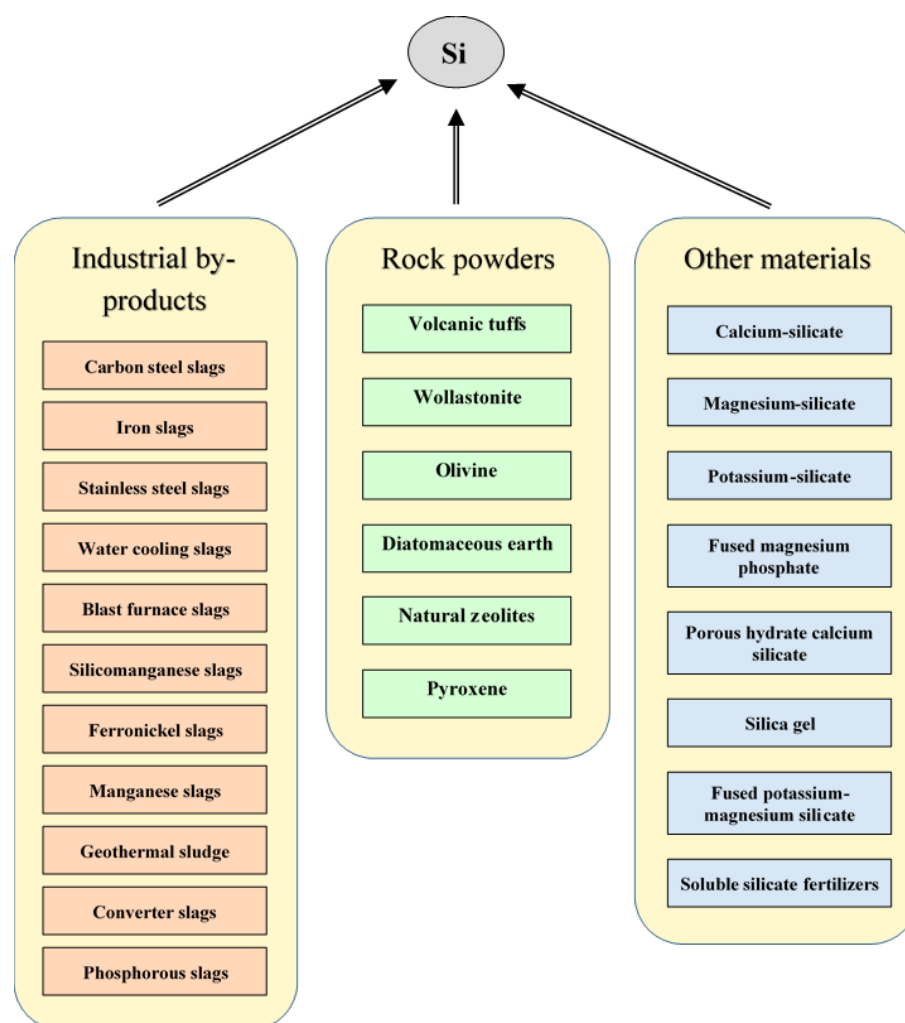 Si
Industrial by-
products
Carbon steel slags
Iron slags
Stainless steel slags
Water cooling slags
Blast furnace slags
Silicomanganese slags
Ferronickel slags
Manganese slags
Geothermal sludge
Converter slags
Phosphorous slags
Rock powders
Volcanic tuffs
Wollastonite
Olivine
Diatomaceous earth
Natural zeolites
Pyroxene
Other materials
Calcium-silicate
Magnesium-silicate
Potassium-silicate
Fused magnesium
phosphate
Porous hydrate calcium
silicate
Silica gel
Fused potassium-
magnesium silicate
Soluble silicate fertilizers